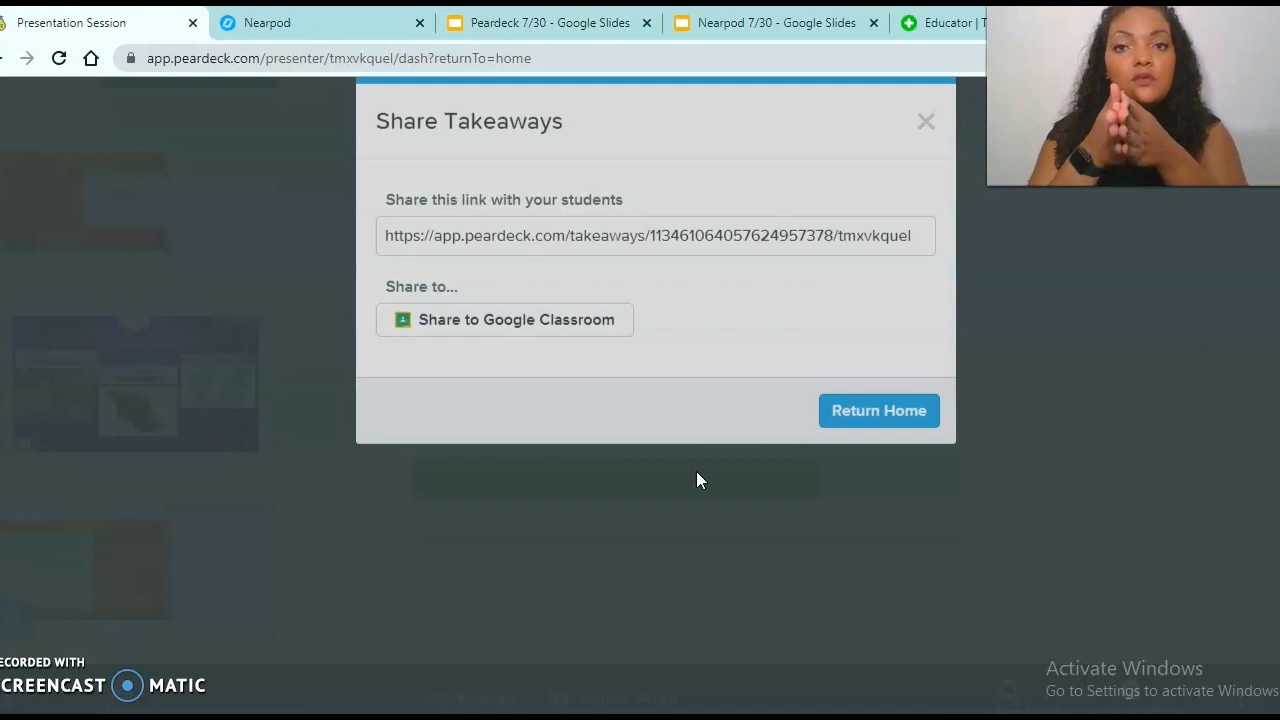 Presentation Session
Nearpod
Peardeck 7/30 - Google Slides
Nearpod 7/30 - Google Slides
Educator | T
app.peardeck.com/presenter/tmxvkquel/dash?returnTo=home
Share Takeaways
Share this link with your students
https://app.peardeck.com/takeaways/113461064057624957378/tmxvkquel
Share to...
Share to Google Classroom
Return Home
ECORDED WITH
CREENCAST MATIC
Activate Windows
Go to Settings to activate Windows